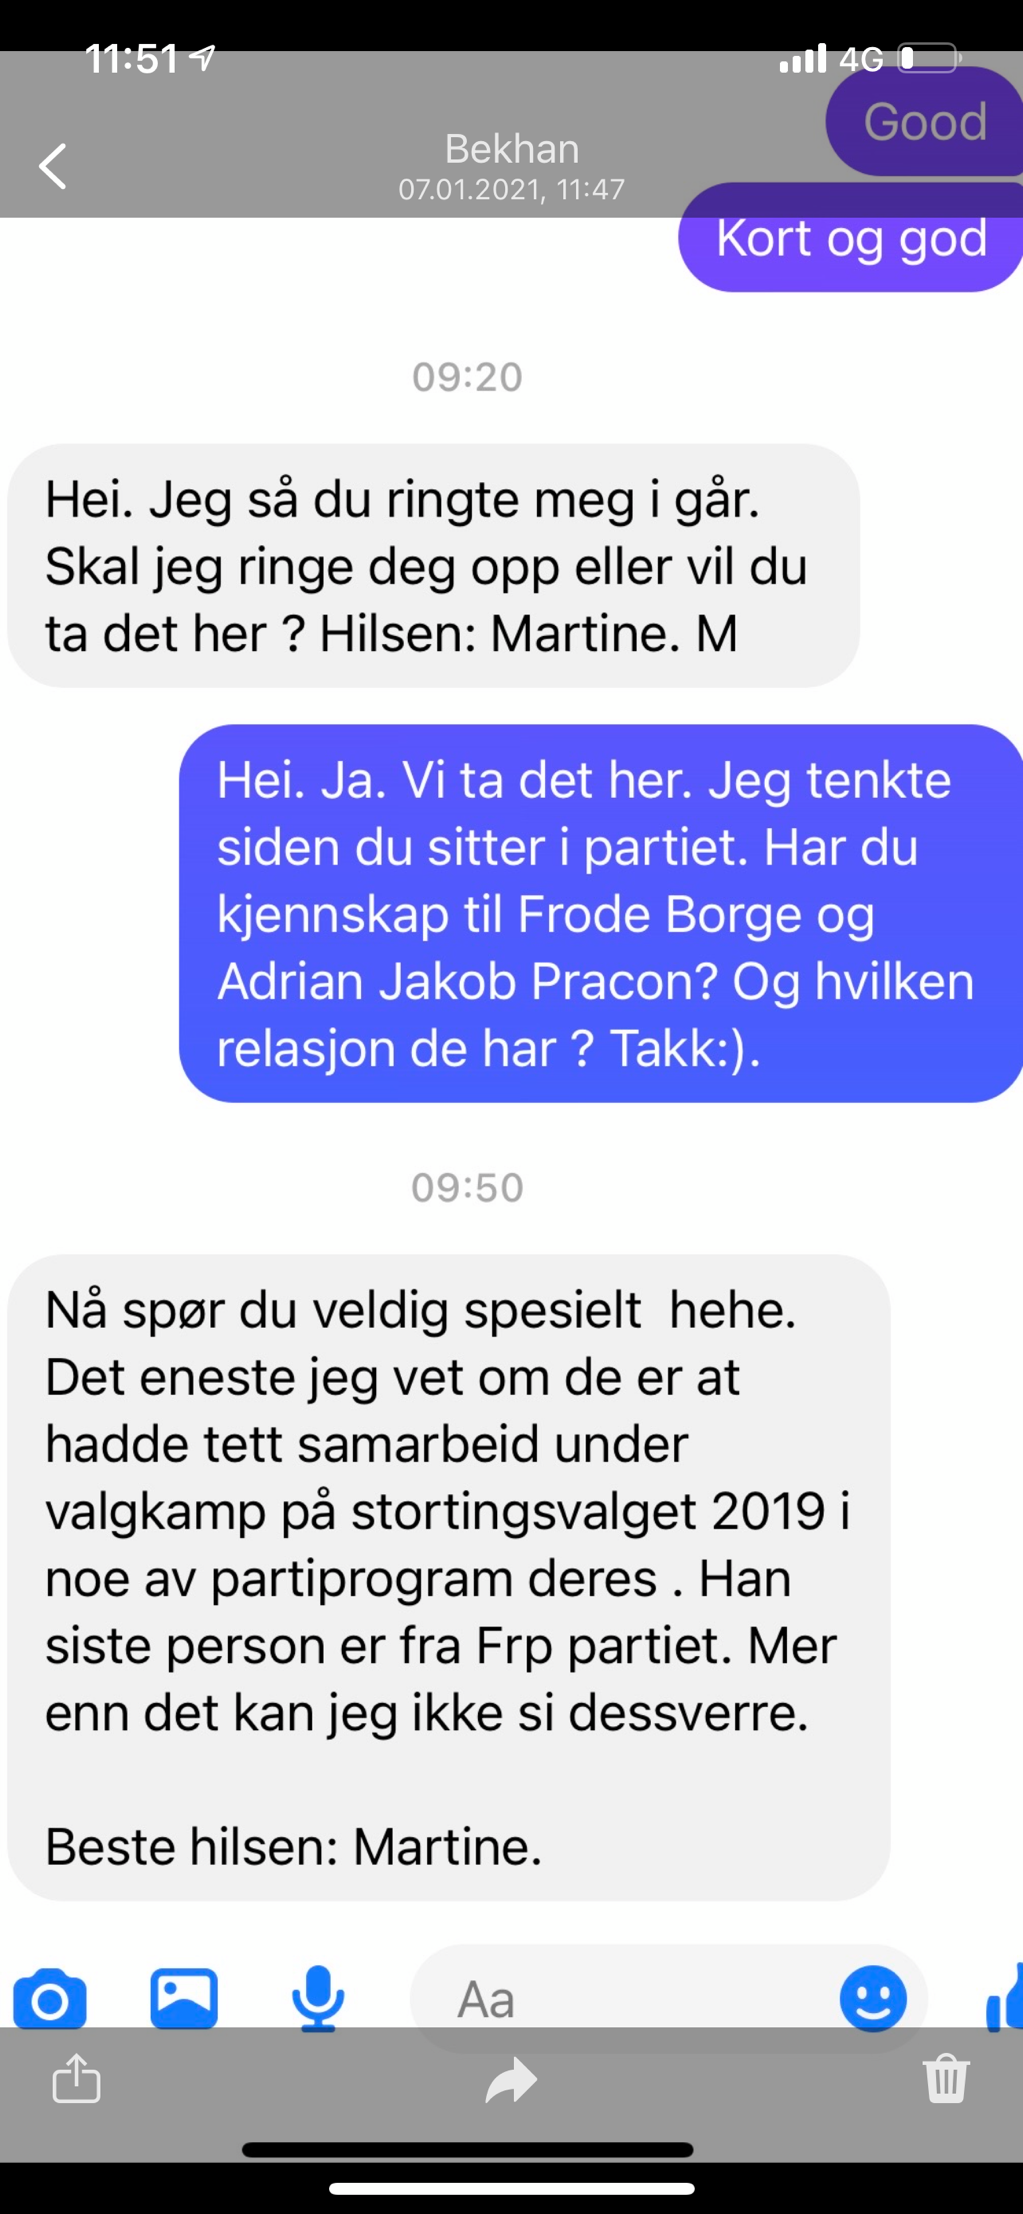 11:51
4G
Good
Bekhan
07.01.2021, 11:47
Kort og god
09:20
Hei. Jeg så du ringte meg i går.
Skal jeg ringe deg opp eller vil du
ta det her ? Hilsen: Martine. M
Hei. Ja. Vi ta det her. Jeg tenkte
siden du sitter i partiet. Har du
kjennskap til Frode Borge og
Adrian Jakob Pracon? Og hvilken
relasjon de har ? Takk:).
09:50
Nå spør du veldig spesielt  hehe.
Det eneste jeg vet om de er at
hadde tett samarbeid under
valgkamp på stortingsvalget 2019 i
noe av partiprogram deres . Han
siste person er fra Frp partiet. Mer
enn det kan jeg ikke si dessverre.
Beste hilsen: Martine.
Aa